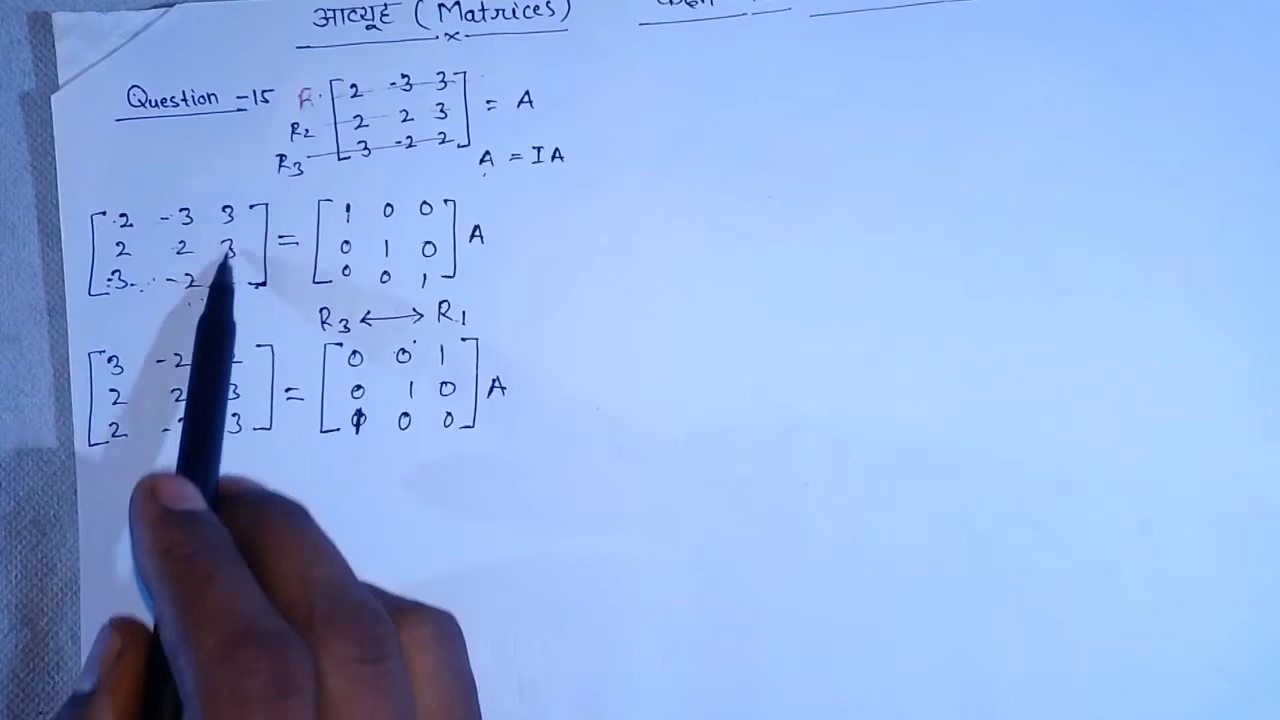 आव्यूह (Matrices)
×
Question - 15
R.
R2
R3
2 -3 3
2 2 3
3 -2 2
= A
A = IA
2 -3 3
2 2 3
3 -2
=
1 0 0
0 1 0
0 0 1
A
R3 ⟷ R1
3 -2
2 2 3
2 - 3
=
0 0 1
0 1 0
1 0 0
A